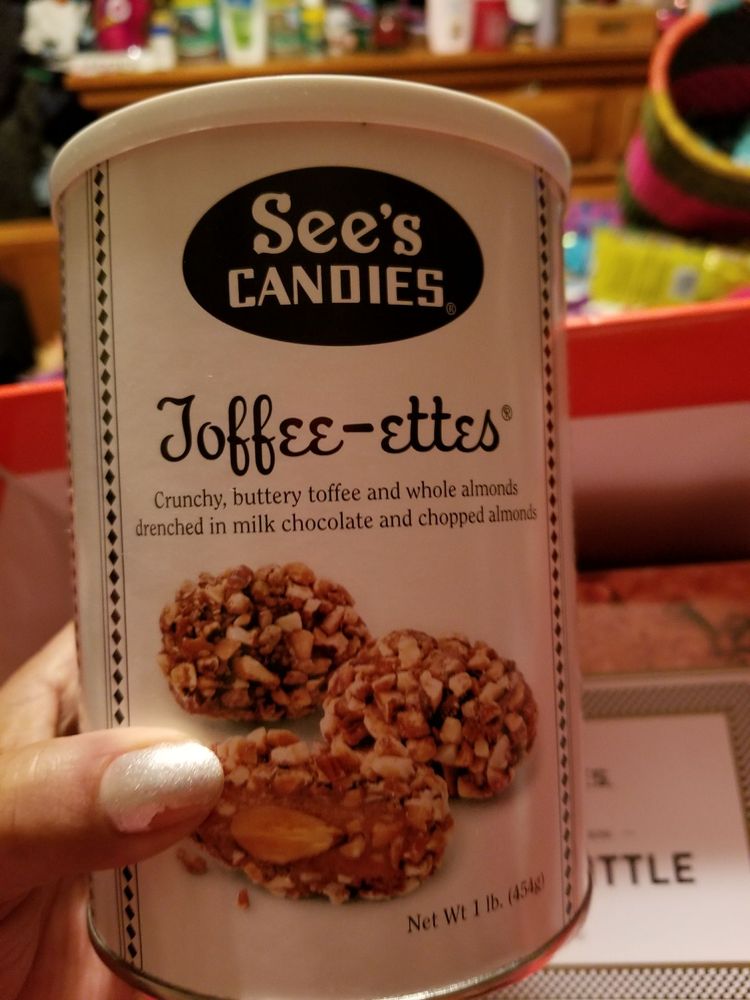 See's
CANDIES®
Toffee-ettes®
Crunchy, buttery toffee and whole almonds
drenched in milk chocolate and chopped almonds
Net Wt 1 lb. (454g)